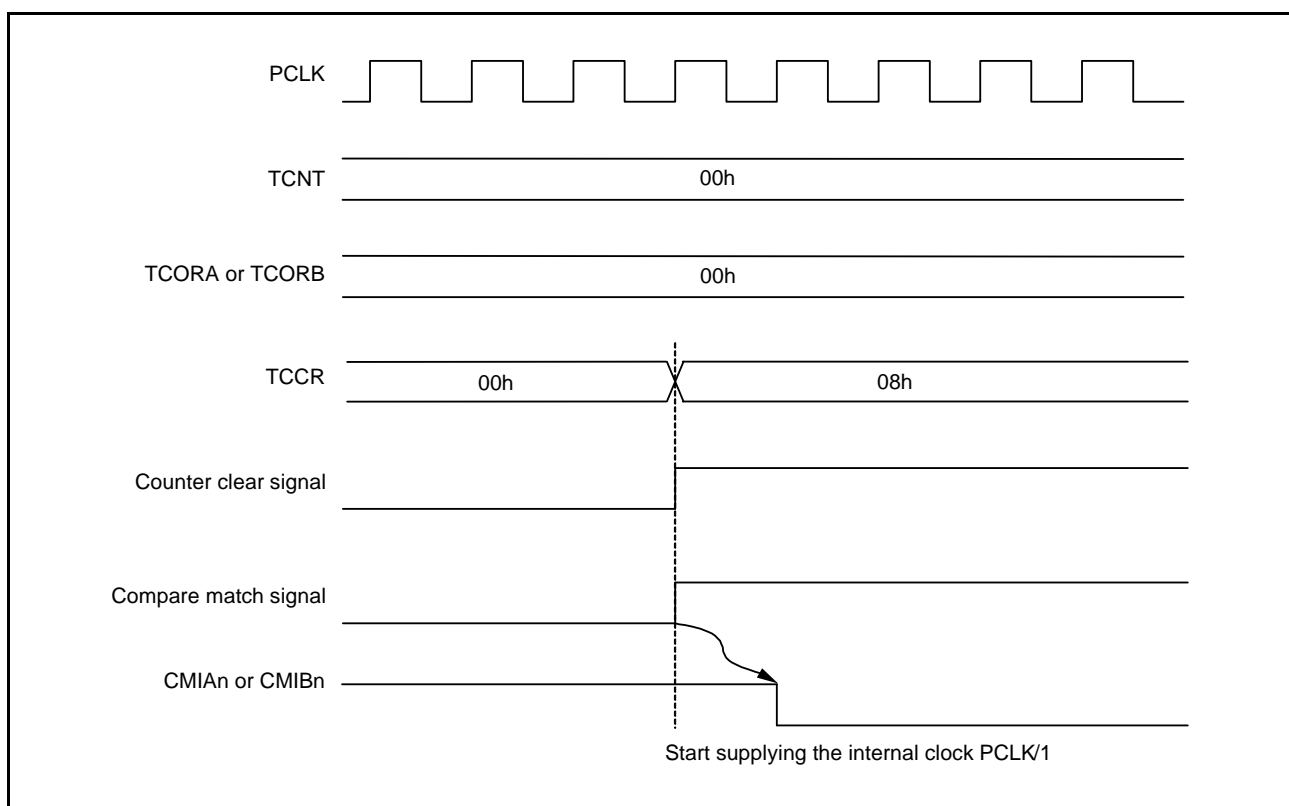 PCLK
TCNT
00h
TCORA or TCORB
00h
TCCR
00h
08h
Counter clear signal
Compare match signal
CMIAn or CMIBn
Start supplying the internal clock PCLK/1